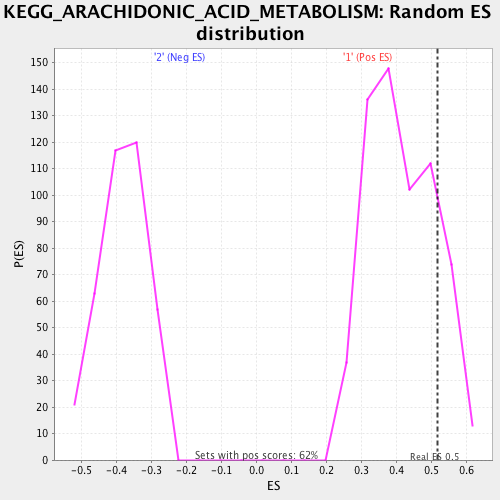 KEGG_ARACHIDONIC_ACID_METABOLISM: Random ES
distribution
'2' (Neg ES)
'1' (Pos ES)
150
140
130
120
110
100
90
80
70
60
50
40
30
20
10
0
P(ES)
Sets with pos scores: 62%
Real ES 0.5
-0.5 -0.4 -0.3 -0.2 -0.1 0.0 0.1 0.2 0.3 0.4 0.5 0.6
ES